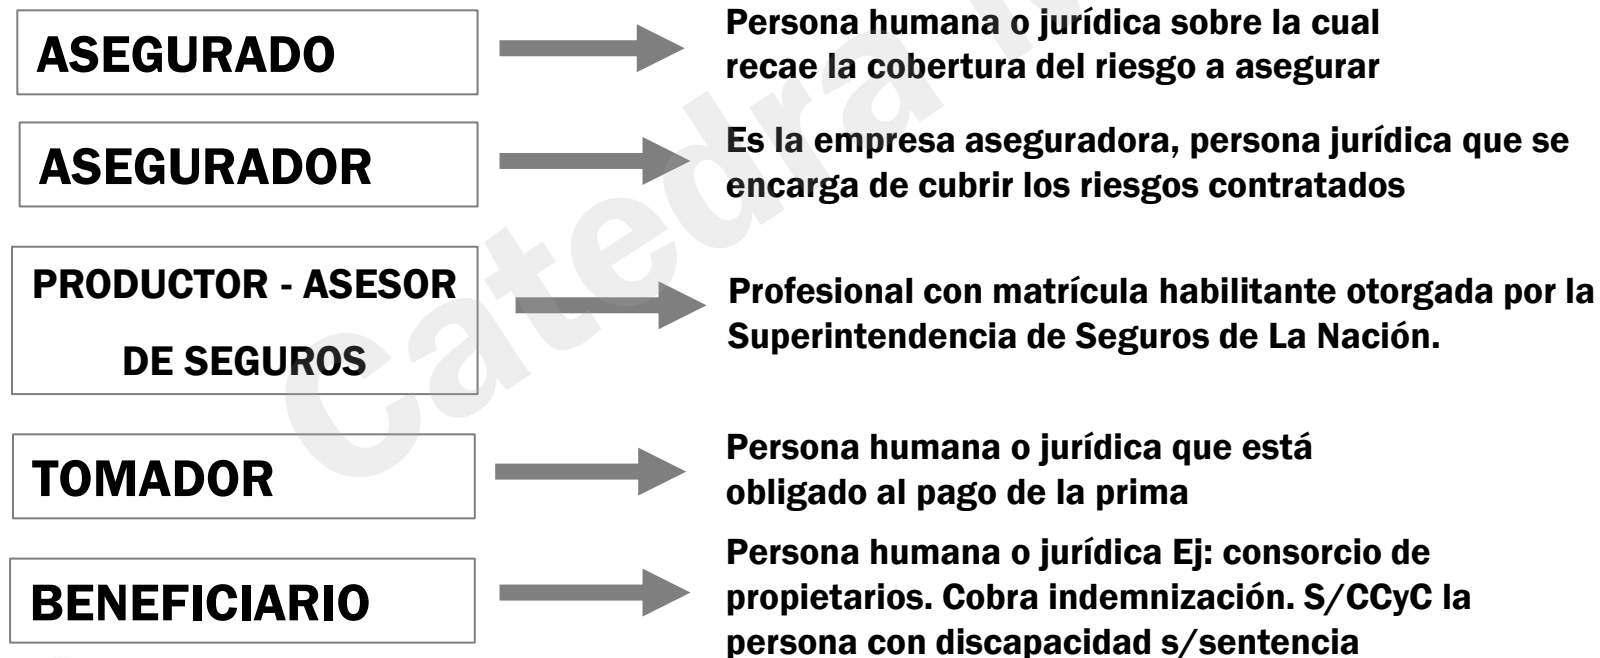 ASEGURADO
Persona humana o jurídica sobre la cual
recae la cobertura del riesgo a asegurar
ASEGURADOR
Es la empresa aseguradora, persona jurídica que se
encarga de cubrir los riesgos contratados
PRODUCTOR - ASESOR
DE SEGUROS
Profesional con matrícula habilitante otorgada por la
Superintendencia de Seguros de La Nación.
TOMADOR
Persona humana o jurídica que está
obligado al pago de la prima
BENEFICIARIO
Persona humana o jurídica Ej: consorcio de
propietarios. Cobra indemnización. S/CCyC la
persona con discapacidad s/sentencia
Catedra